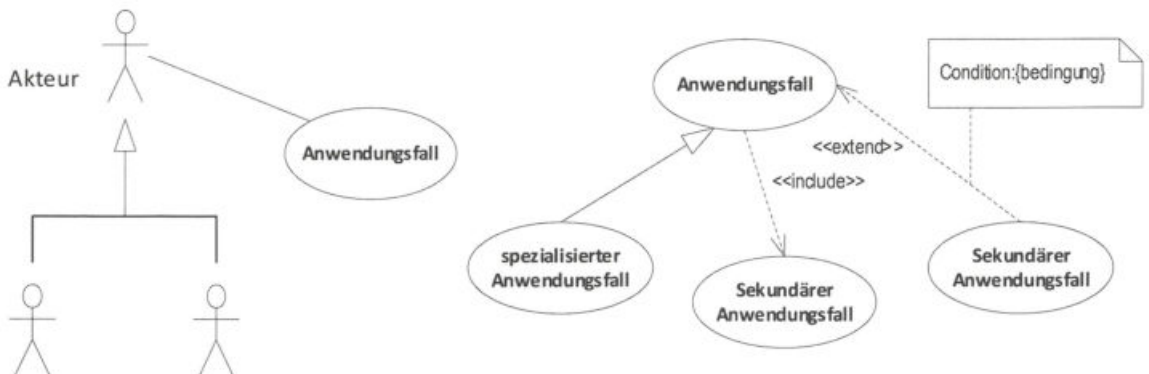 Akteur
Anwendungsfall
Anwendungsfall
Condition:{bedingung}
<<extend>>
<<include>>
spezialisierter
Anwendungsfall
Sekundärer
Anwendungsfall
Sekundärer
Anwendungsfall